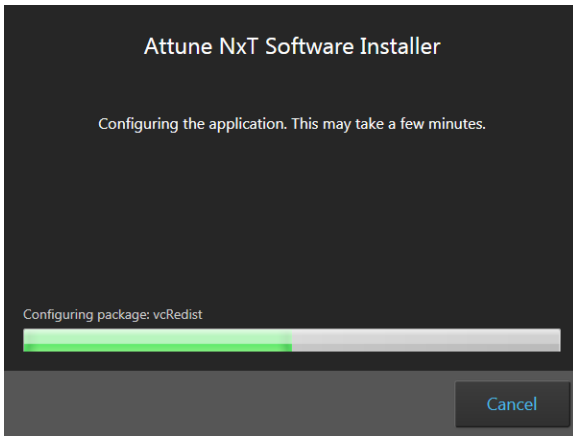 Attune NxT Software Installer
Configuring the application. This may take a few minutes.
Configuring package: vcRedist
Cancel